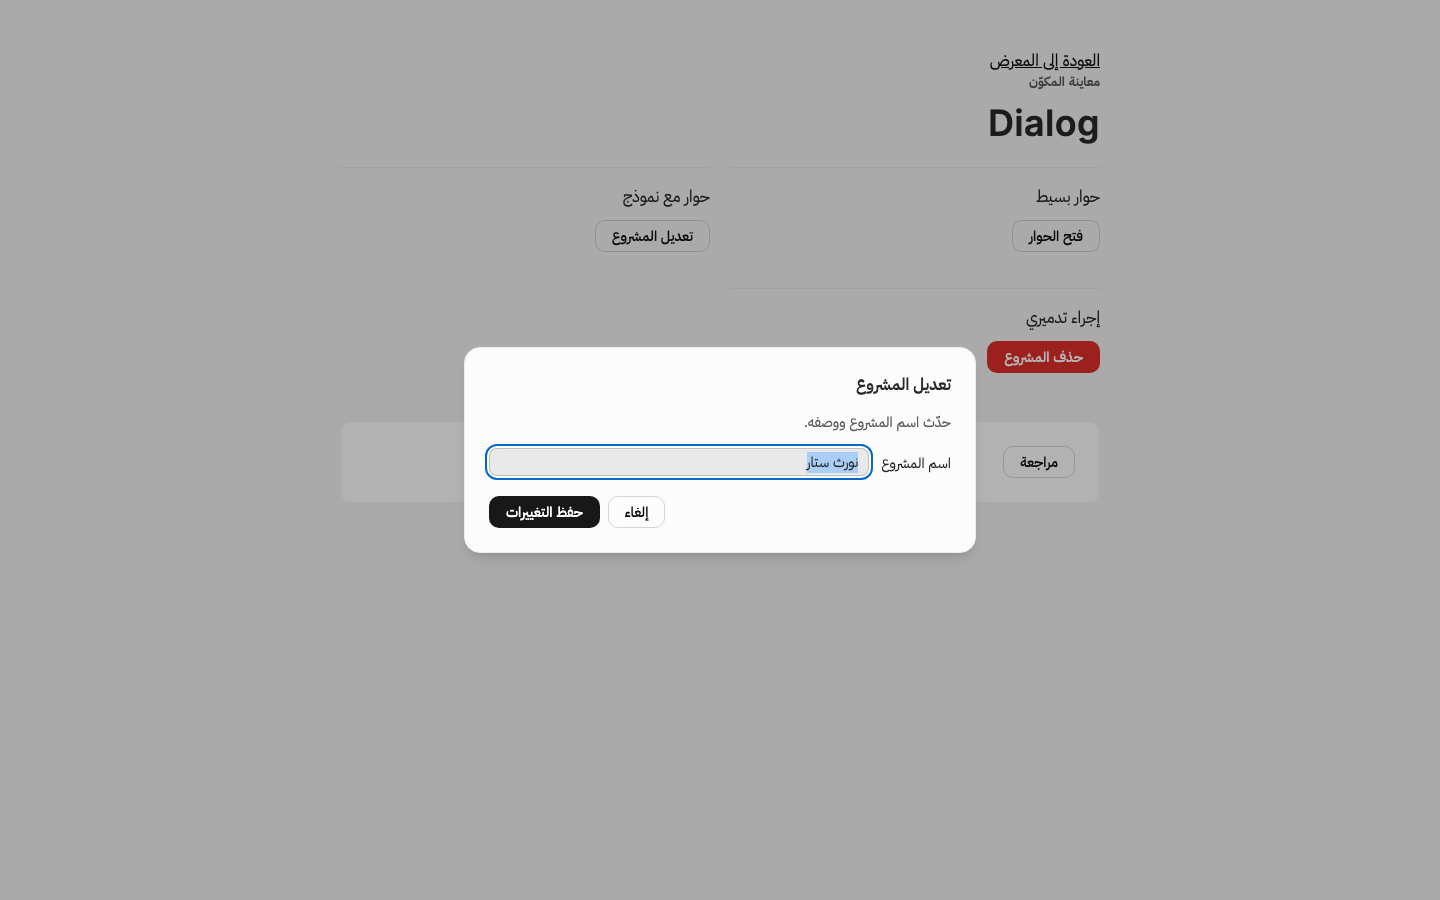 العودة إلى المعرض
معاينة المكوّن
Dialog
حوار بسيط
فتح الحوار
حوار مع نموذج
تعديل المشروع
إجراء تدميري
حذف المشروع
مراجعة
تعديل المشروع
حدّث اسم المشروع ووصفه.
اسم المشروع
نورث ستار
إلغاء
حفظ التغييرات